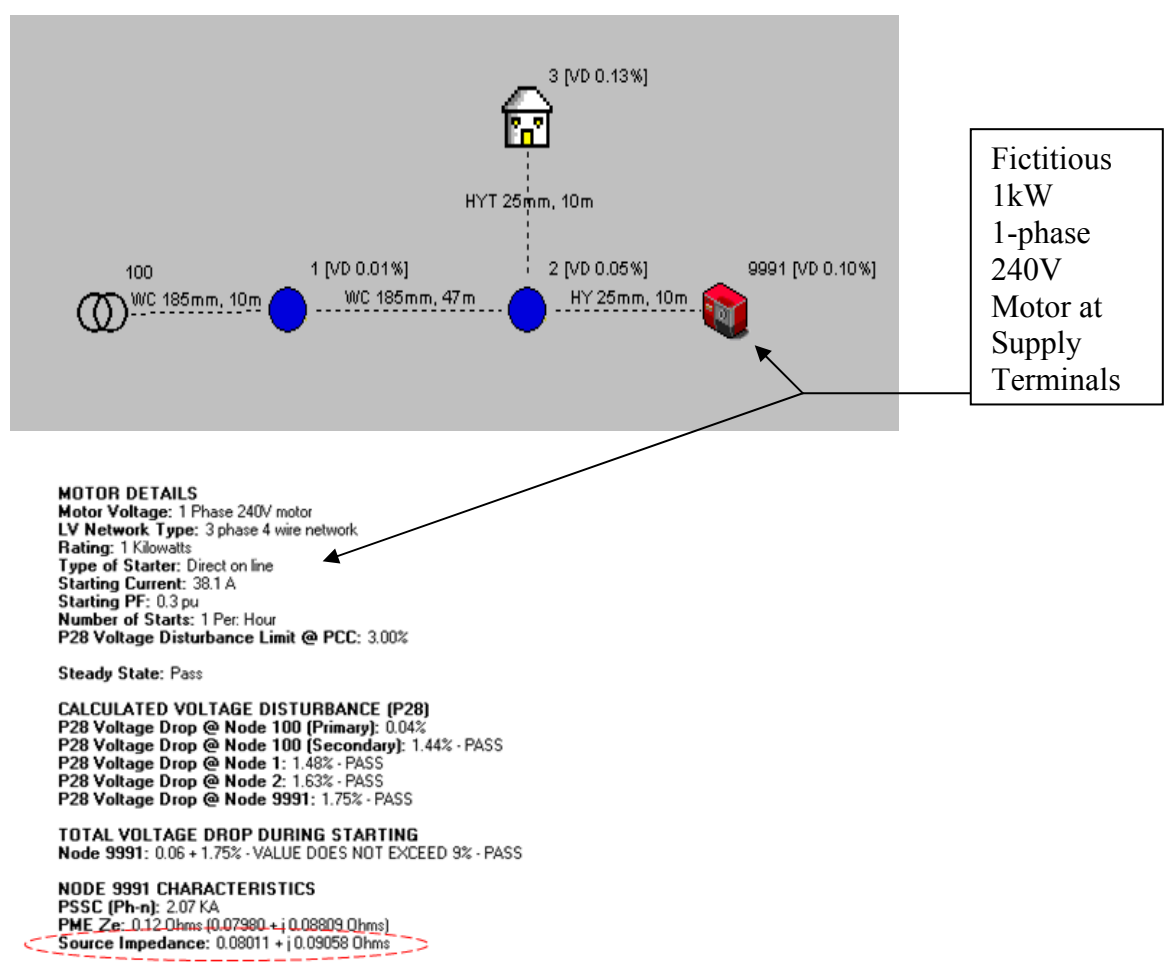 3 [VD 0.13%]
HYT 25mm, 10m
100
1 [VD 0.01%]
2 [VD 0.05%]
9991 [VD 0.10%]
WC 185mm, 10m
WC 185mm, 47m
HY 25mm, 10m
Fictitious
1kW
1-phase
240V
Motor at
Supply
Terminals
MOTOR DETAILS
Motor Voltage: 1 Phase 240V motor
LV Network Type: 3 phase 4 wire network
Rating: 1 Kilowatts
Type of Starter: Direct on line
Starting Current: 38.1 A
Starting PF: 0.3 pu
Number of Starts: 1 Per: Hour
P28 Voltage Disturbance Limit @ PCC: 3.00%
Steady State: Pass
CALCULATED VOLTAGE DISTURBANCE (P28)
P28 Voltage Drop @ Node 100 (Primary): 0.04%
P28 Voltage Drop @ Node 100 (Secondary): 1.44% - PASS
P28 Voltage Drop @ Node 1: 1.48% - PASS
P28 Voltage Drop @ Node 2: 1.63% - PASS
P28 Voltage Drop @ Node 9991: 1.75% - PASS
TOTAL VOLTAGE DROP DURING STARTING
Node 9991: 0.06 + 1.75% - VALUE DOES NOT EXCEED 9% - PASS
NODE 9991 CHARACTERISTICS
PSSC (Ph-n): 2.07 KA
PME Ze: 0.12 Ohms (0.07980 + j 0.08809 Ohms)
Source Impedance: 0.08011 + j 0.09058 Ohms